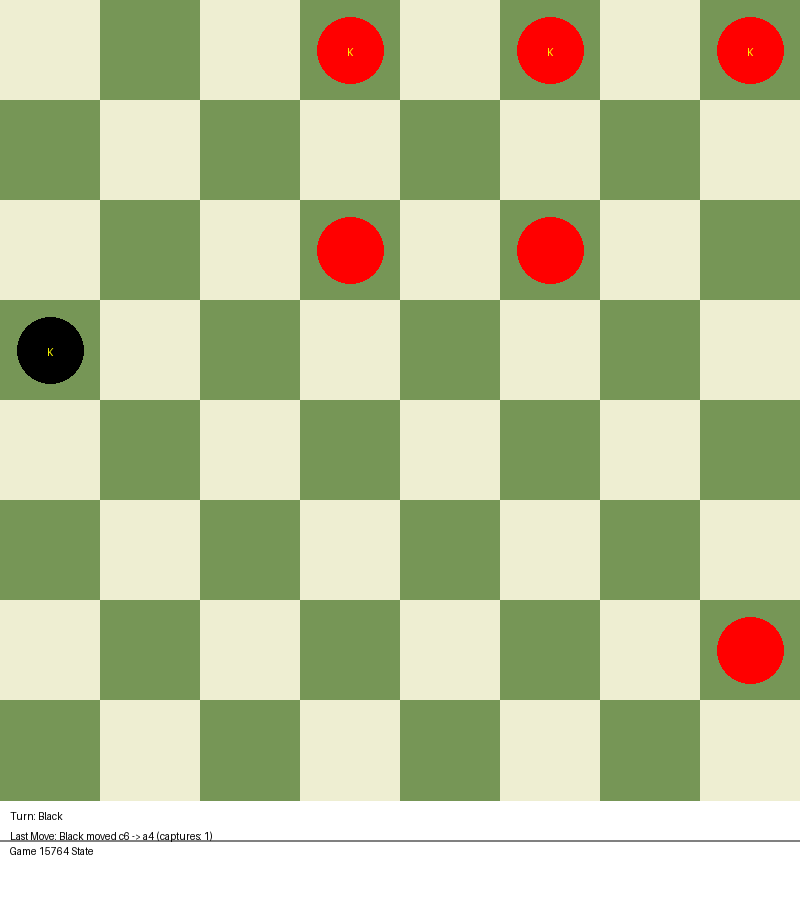 K K K
K
Turn: Black
Last Move: Black moved c6 -> a4 (captures: 1)
Game 15764 State